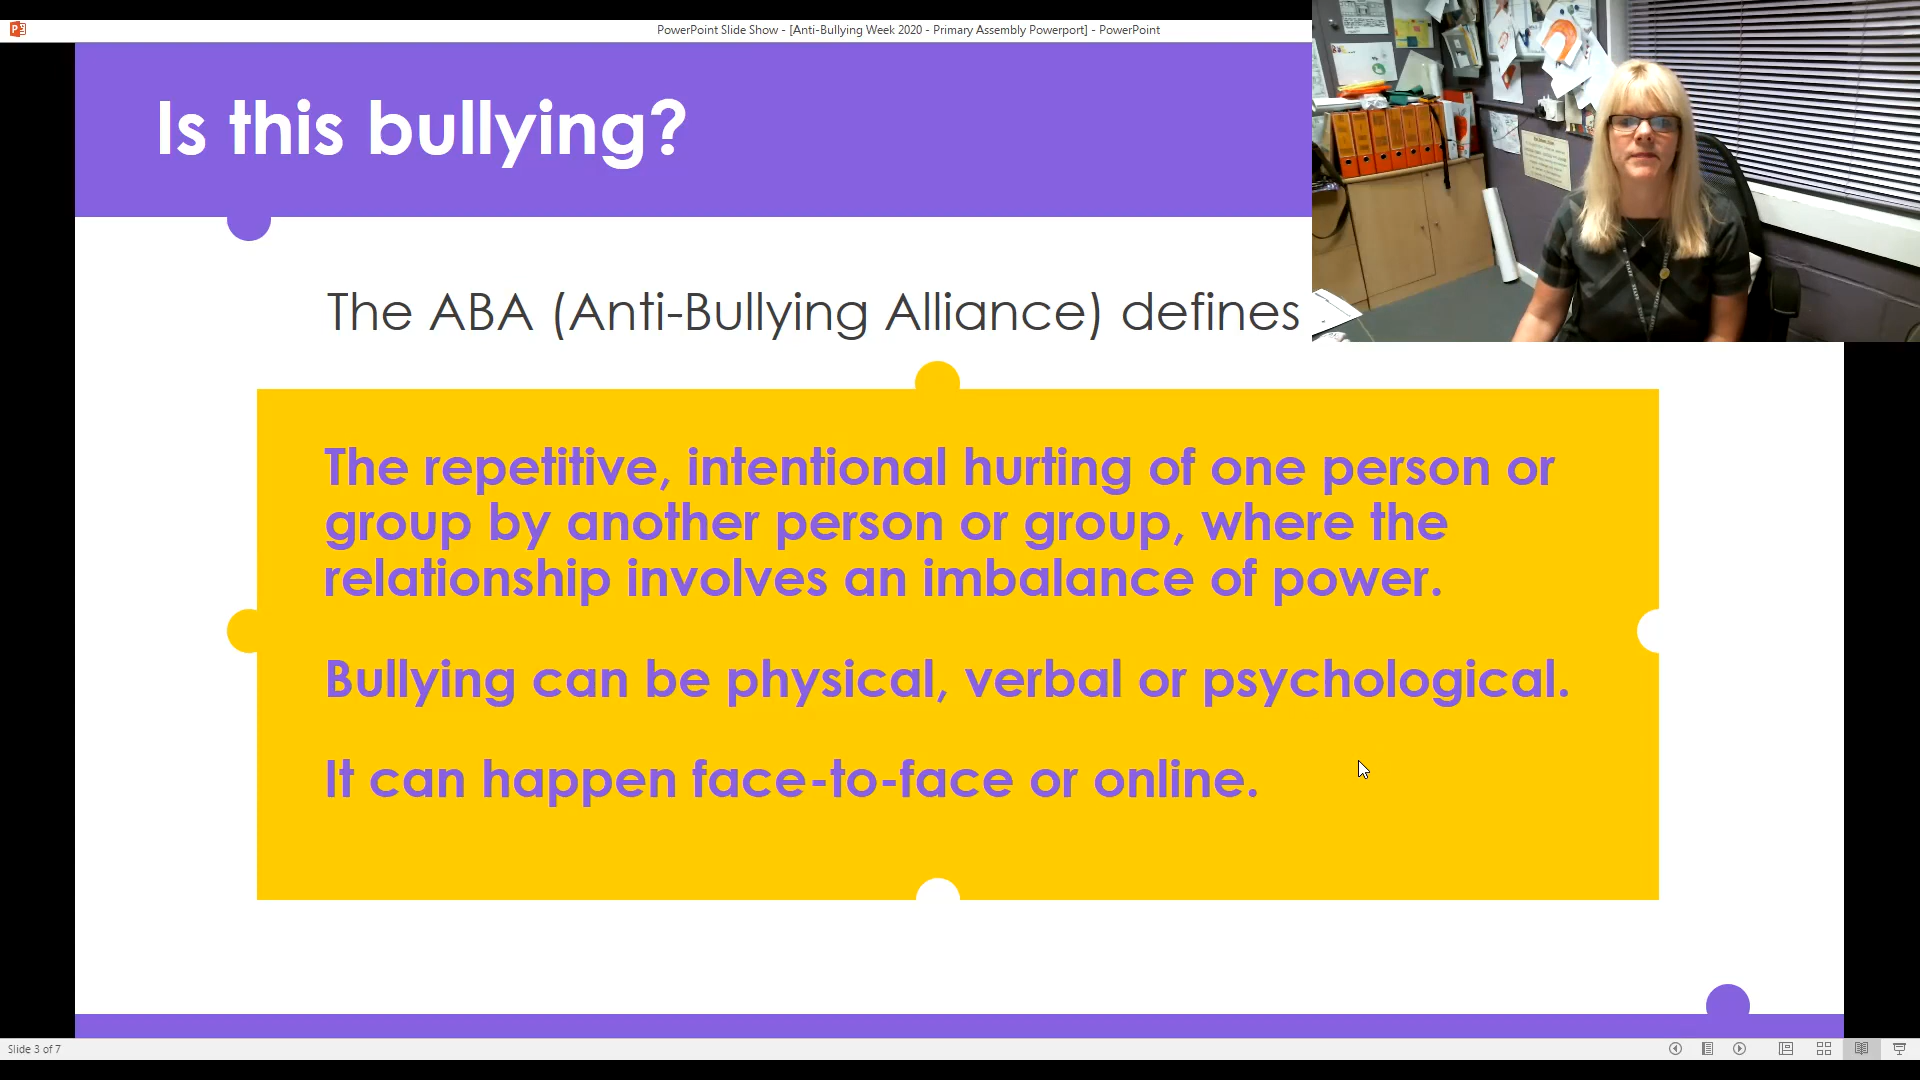 PowerPoint Slide Show - [Anti-Bullying Week 2020 - Primary Assembly Powerport] - PowerPoint
Is this bullying?
The ABA (Anti-Bullying Alliance) defines
The repetitive, intentional hurting of one person or
group by another person or group, where the
relationship involves an imbalance of power.
Bullying can be physical, verbal or psychological.
It can happen face-to-face or online.
Slide 3 of 7